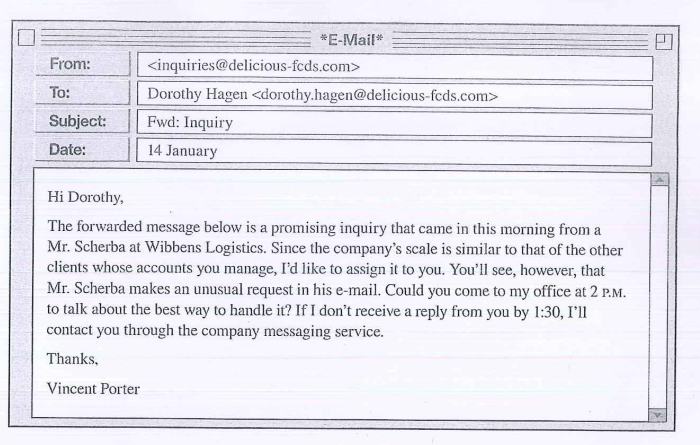 *E-Mail*
From: <inquiries@delicious-fcds.com>
To: Dorothy Hagen <dorothy.hagen@delicious-fcds.com>
Subject: Fwd: Inquiry
Date: 14 January
Hi Dorothy,
The forwarded message below is a promising inquiry that came in this morning from a
Mr. Scherba at Wibbens Logistics. Since the company's scale is similar to that of the other
clients whose accounts you manage, I'd like to assign it to you. You'll see, however, that
Mr. Scherba makes an unusual request in his e-mail. Could you come to my office at 2 P.M.
to talk about the best way to handle it? If I don't receive a reply from you by 1:30, I'll
contact you through the company messaging service.
Thanks,
Vincent Porter